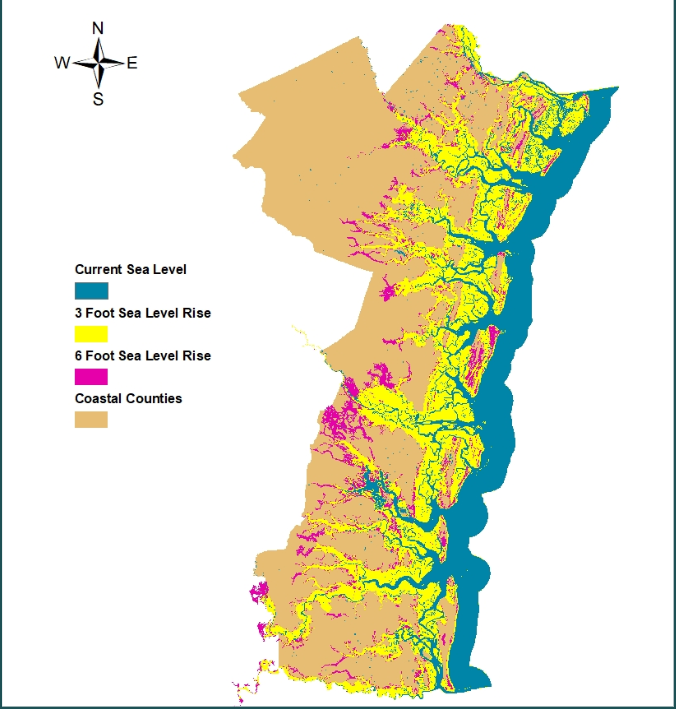 N
W E
S
Current Sea Level
3 Foot Sea Level Rise
6 Foot Sea Level Rise
Coastal Counties